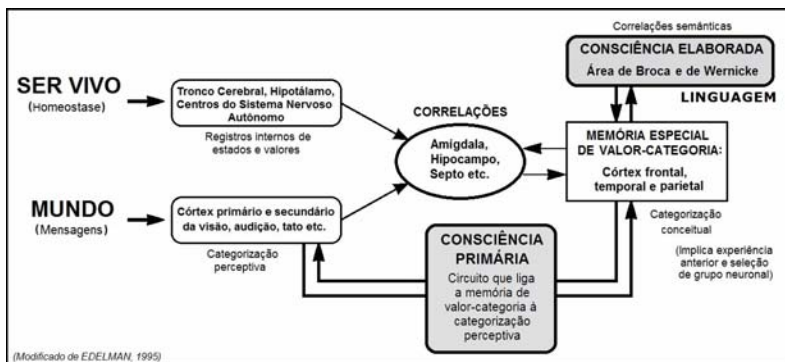 Correlações semânticas
CONSCIÊNCIA ELABORADA
Área de Broca e de Wernicke
LINGUAGEM
SER VIVO
(Homeostase)
Tronco Cerebral, Hipotálamo,
Centros do Sistema Nervoso
Autônomo
Registros internos de
estados e valores
CORRELAÇÕES
Amígdala,
Hipocampo,
Septo etc.
MEMÓRIA ESPECIAL
DE VALOR-CATEGORIA:
Córtex frontal,
temporal e parietal
MUNDO
(Mensagens)
Córtex primário e secundário
da visão, audição, tato etc.
Categorização
perceptiva
CONSCIÊNCIA
PRIMÁRIA
Circuito que liga
a memória de
valor-categoria à
categorização
perceptiva
Categorização
conceitual
(Implica experiência
anterior e seleção
de grupo neuronal)
(Modificado de EDELMAN, 1995)